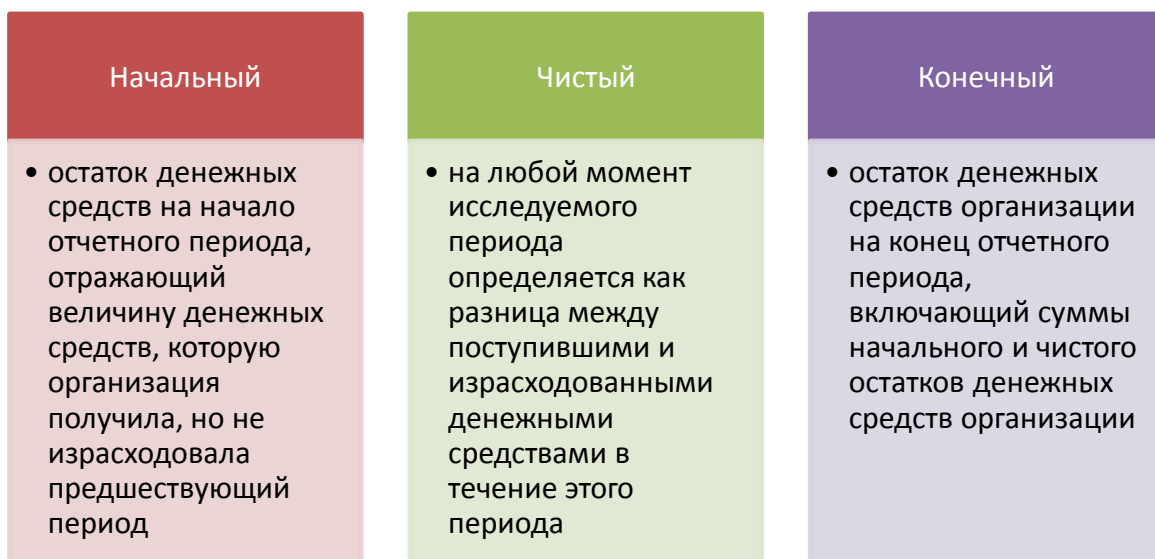 Начальный
• остаток денежных
средств на начало
отчетного периода,
отражающий
величину денежных
средств, которую
организация
получила, но не
израсходовала
предшествующий
период
Чистый
• на любой момент
исследуемого
периода
определяется как
разница между
поступившими и
израсходованными
денежными
средствами в
течение этого
периода
Конечный
• остаток денежных
средств организации
на конец отчетного
периода,
включающий суммы
начального и чистого
остатков денежных
средств организации